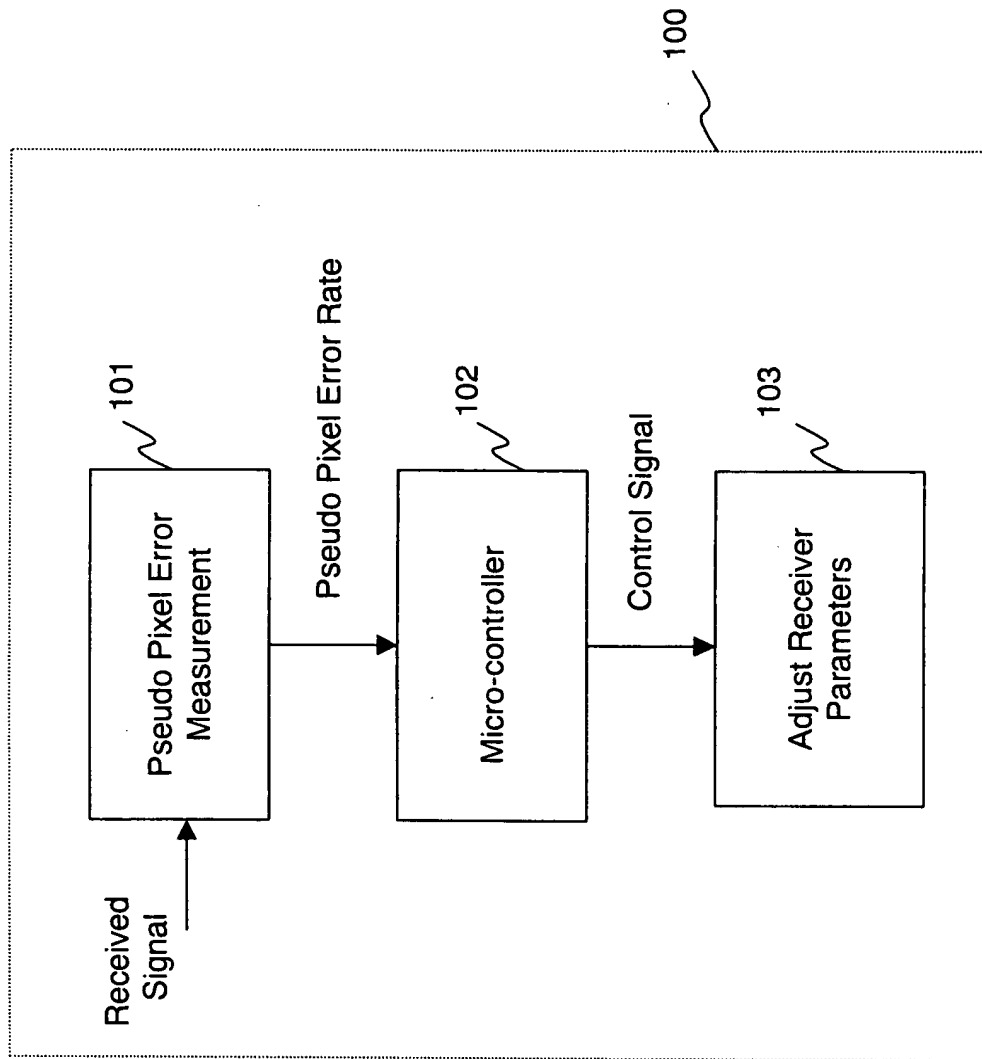 100
Received
Signal
Pseudo Pixel Error
Measurement
101
Pseudo Pixel Error Rate
Micro-controller
102
Control Signal
Adjust Receiver
Parameters
103